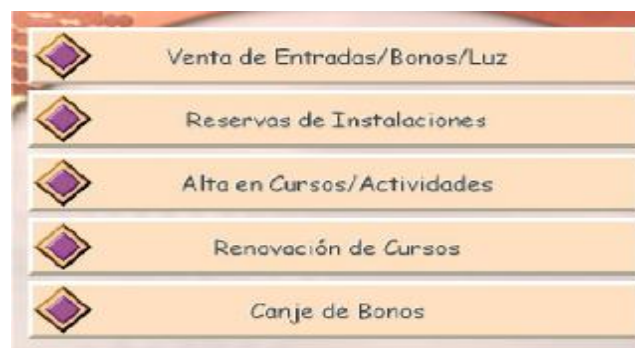 Venta de Entradas/Bonos/Luz
Reservas de Instalaciones
Alta en Cursos/Actividades
Renovación de Cursos
Canje de Bonos